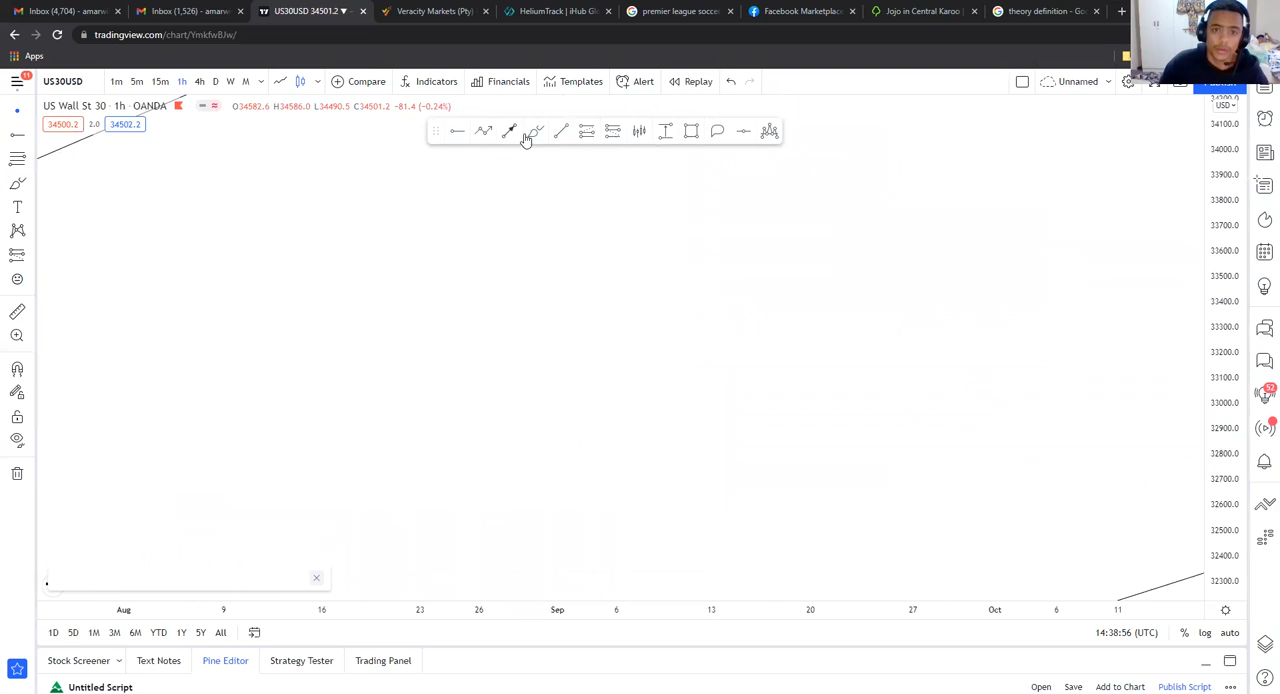 Inbox (4,704) - amarw
Inbox (1,526) - amarw
US30USD 34501.2 ▼
Veracity Markets (Pty)
HeliumTrack | iHub Gl
premier league socce
Facebook Marketplac
Jojo in Central Karoo |
theory definition - Go
tradingview.com/chart/YmkfwBJw/
Apps
11
US30USD
1m 5m 15m 1h 4h D W M
Compare
Indicators
Financials
Templates
Alert
Replay
Unnamed
Publish
US Wall St 30 · 1h · OANDA
O34582.6 H34586.0 L34490.5 C34501.2 −81.4 (−0.24%)
34500.2 2.0 34502.2
USD
34200.0
34100.0
34000.0
33900.0
33800.0
33700.0
33600.0
33500.0
33400.0
33300.0
33200.0
33100.0
33000.0
32900.0
32800.0
32700.0
32600.0
32500.0
32400.0
32300.0
52
Aug 9 16 23 26 Sep 6 13 20 27 Oct 6 11
1D 5D 1M 3M 6M YTD 1Y 5Y All
14:38:56 (UTC) % log auto
Stock Screener Text Notes Pine Editor Strategy Tester Trading Panel
Untitled Script
Open Save Add to Chart Publish Script